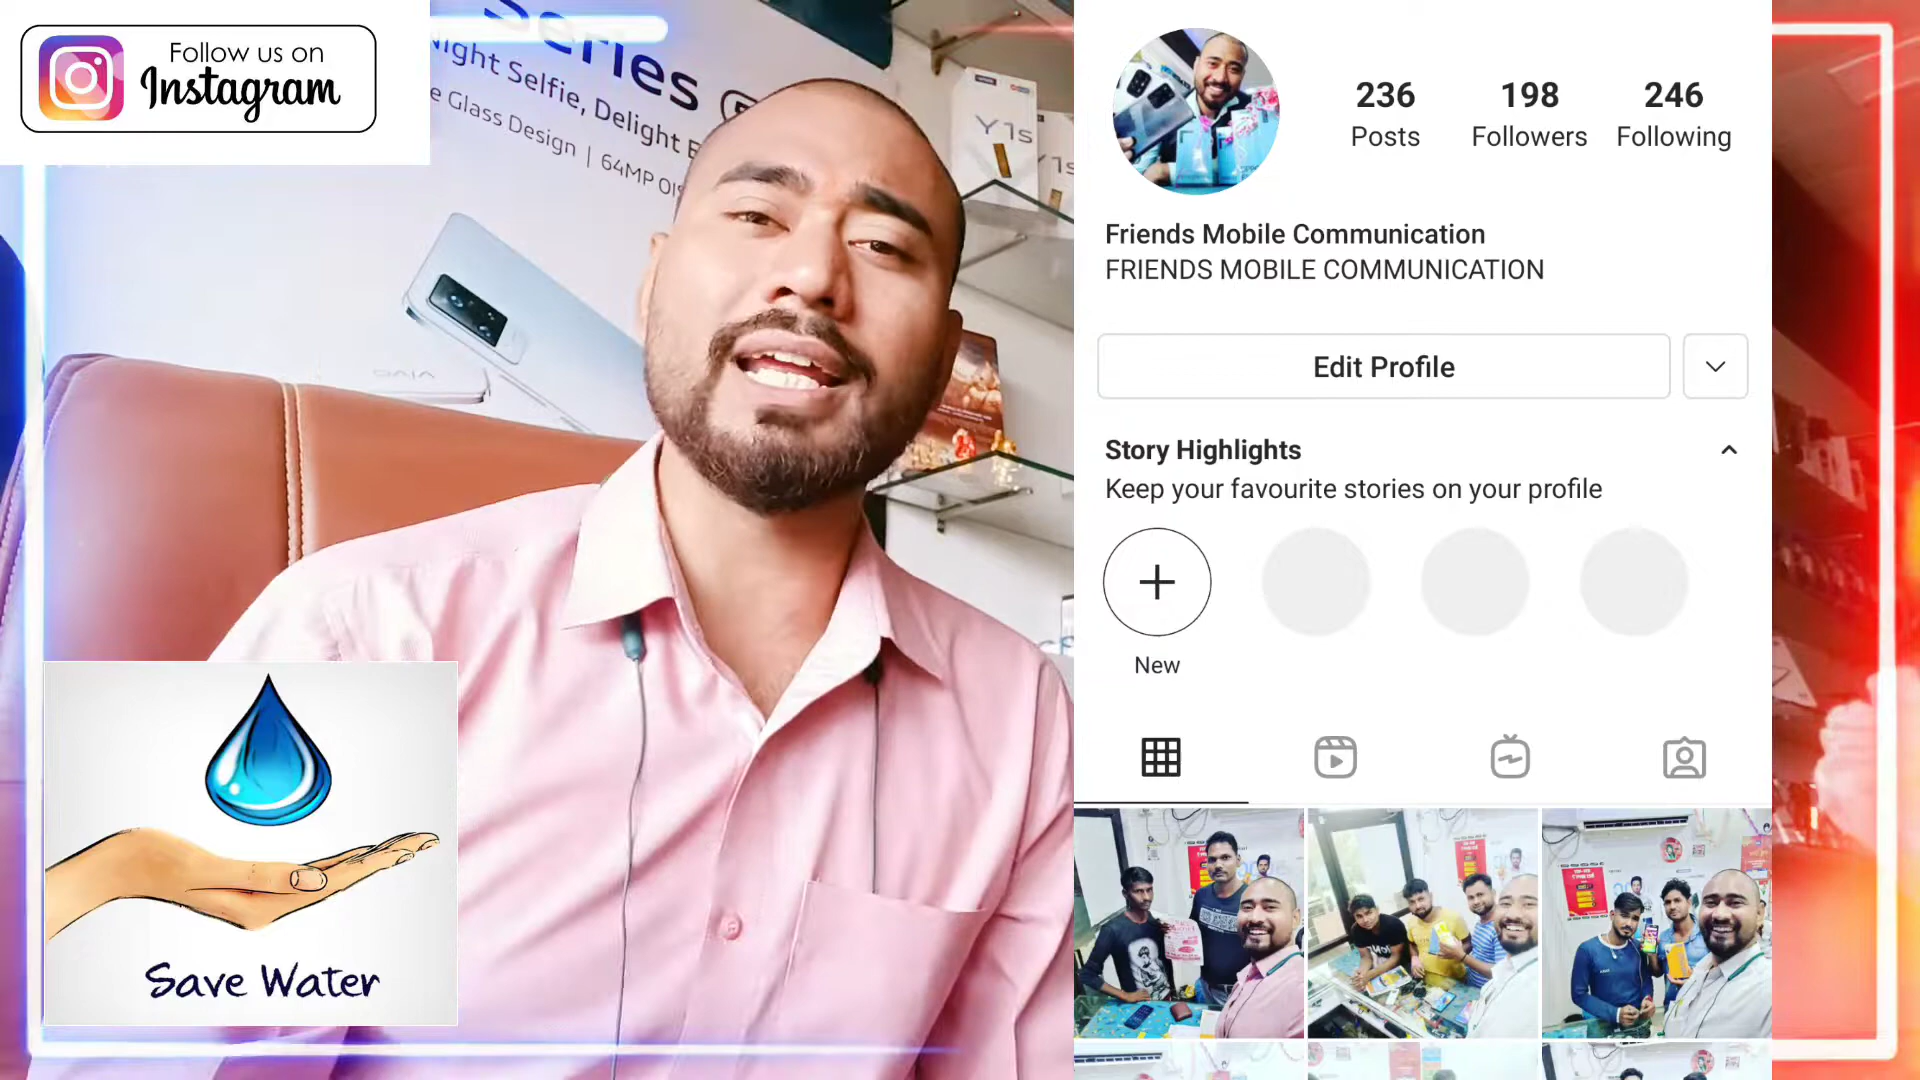 Follow us on
Instagram
Series
Night Selfie, Delight E
e Glass Design | 64MP OIS
Y1s
236
Posts
198
Followers
246
Following
Friends Mobile Communication
FRIENDS MOBILE COMMUNICATION
Edit Profile
Story Highlights
Keep your favourite stories on your profile
New
Save Water